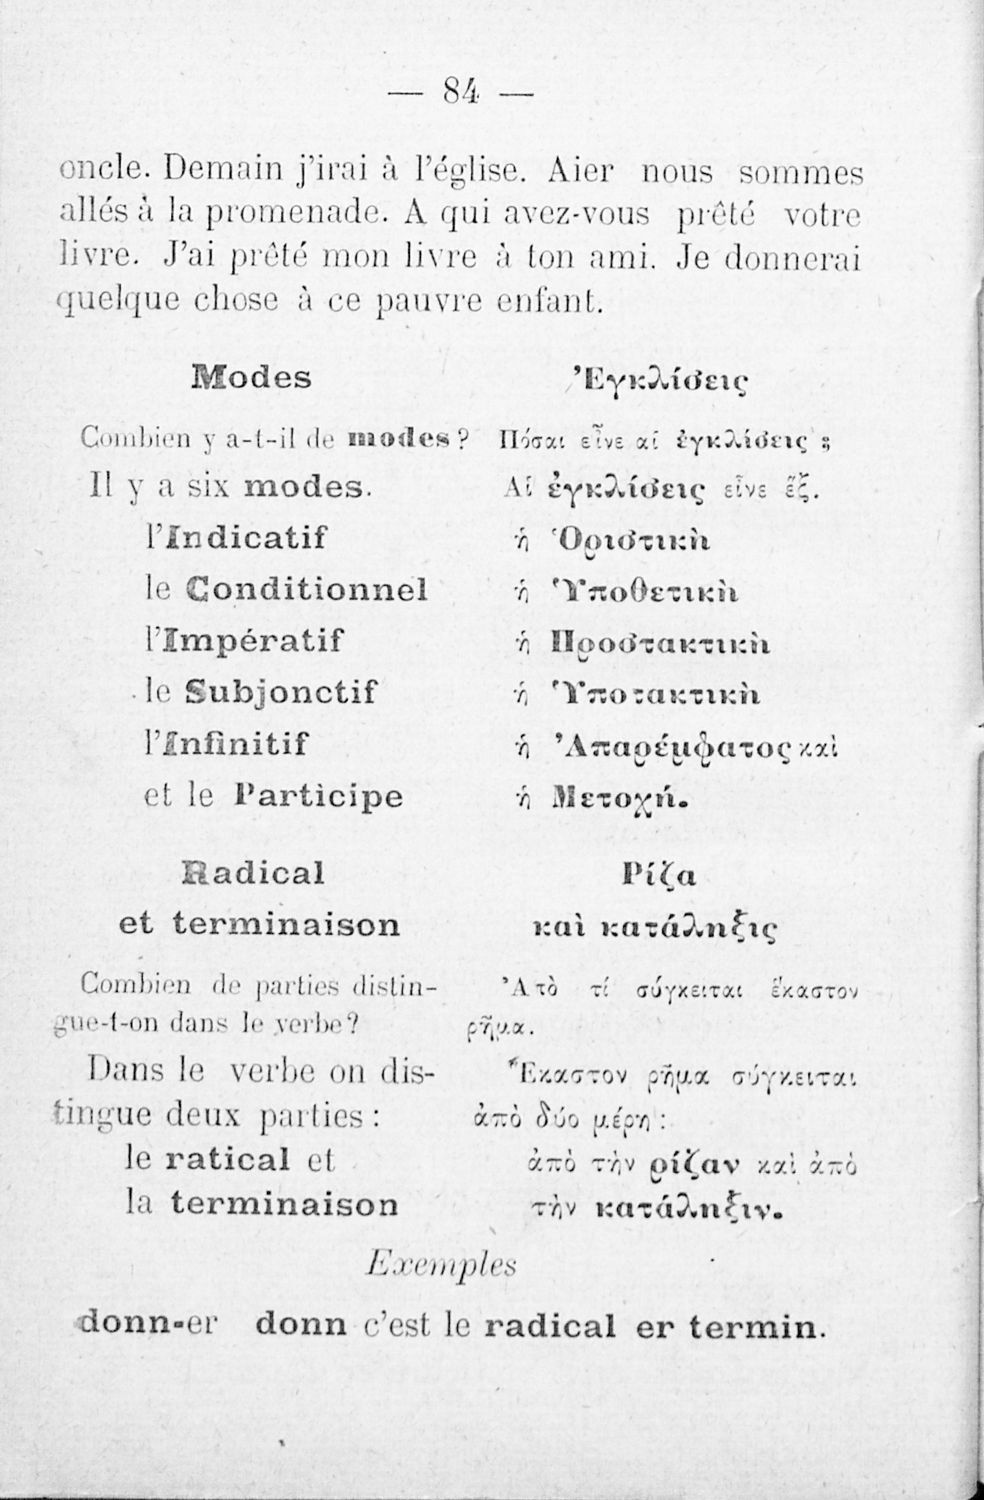 — 84 —
oncle. Demain j'irai à l'église. Aier nous sommes
allés à la promenade. A qui avez-vous prêté votre
livre. J'ai prêté mon livre à ton ami. Je donnerai
quelque chose à ce pauvre enfant.
Modes
Ἐγκλίσεις
Combien y a-t-il de modes?
Πόσαι εἶνε αἱ ἐγκλίσεις ;
Il y a six modes.
Αἱ ἐγκλίσεις εἶνε ἕξ.
l'Indicatif
ἡ Ὁριστικὴ
le Conditionnel
ἡ Ὑποθετικὴ
l'Impératif
ἡ Προστακτικὴ
le Subjonctif
ἡ Ὑποτακτικὴ
l'Infinitif
ἡ Ἀπαρέμφατος καὶ
et le Participe
ἡ Μετοχή.
Radical
Ρίζα
et terminaison
καὶ κατάληξις
Combien de parties distin-
gue-t-on dans le verbe?
Ἀτὸ τί σύγκειται ἕκαστον
ρῆμα.
Dans le verbe on dis-
tingue deux parties :
Ἕκαστον ρῆμα σύγκειται
ἀπὸ δύο μέρη :
le ratical et
ἀπὸ τὴν ρίζαν καὶ ἀπὸ
la terminaison
τὴν κατάληξιν.
Exemples
donn-er donn c'est le radical er termin.